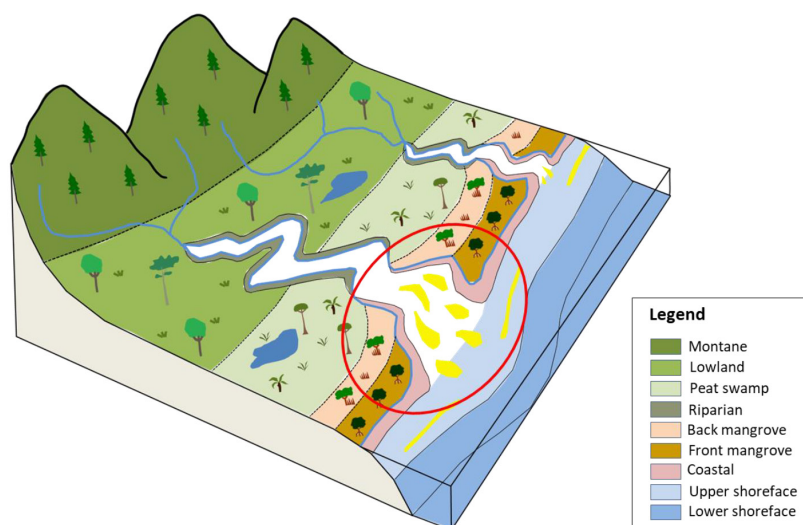 Legend
Montane
Lowland
Peat swamp
Riparian
Back mangrove
Front mangrove
Coastal
Upper shoreface
Lower shoreface